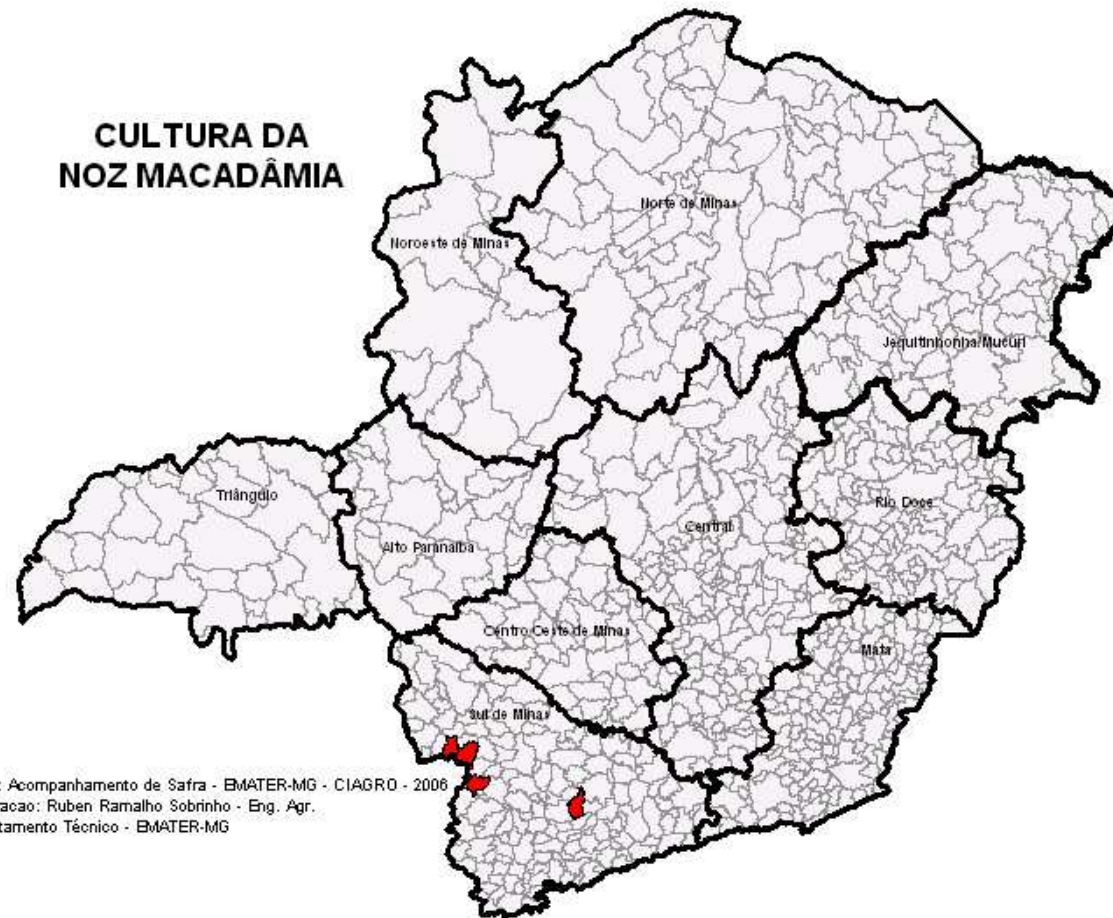 CULTURA DA
NOZ MACADÂMIA
Norte de Minas
Noroeste de Minas
Jequitinhonha/Mucuri
Triângulo
Rio Doce
Central
Alto Paranaíba
Centro Oeste de Minas
Mata
Sul de Minas
: Acompanhamento de Safra - EMATER-MG - CIAGRO - 2006
: Ruben Ramalho Sobrinho - Eng. Agr.
Técnico - EMATER-MG